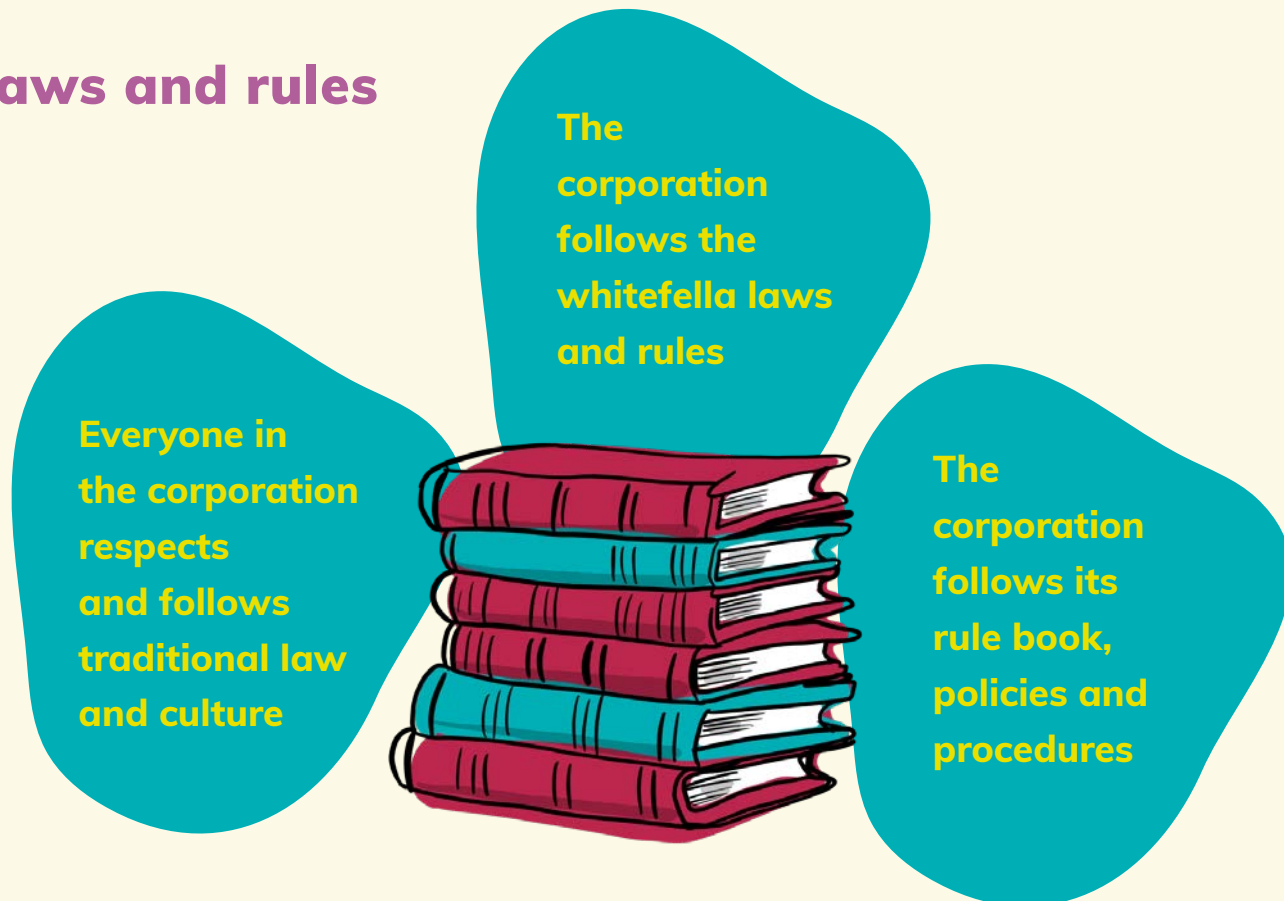 aws and rules
The
corporation
follows the
whitefella laws
and rules
Everyone in
the corporation
respects
and follows
traditional law
and culture
The
corporation
follows its
rule book,
policies and
procedures